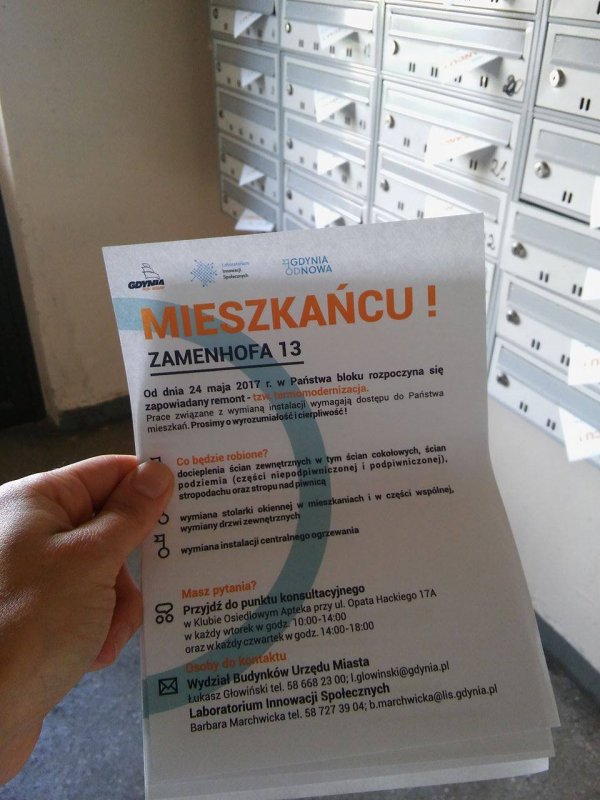 GDYNIA
Laboratorium
Innowacji
Społecznych
GDYNIA
ODNOWA
MIESZKAŃCU !
ZAMENHOFA 13
Od dnia 24 maja 2017 r. w Państwa bloku rozpoczyna się
zapowiadany remont - tzw. termomodernizacja.
Prace związane z wymianą instalacji wymagają dostępu do Państwa
mieszkań. Prosimy o wyrozumiałość i cierpliwość!
Co będzie robione?
docieplenia ścian zewnętrznych w tym ścian cokołowych, ścian
podziemia (części niepodpiwniczonej i podpiwniczonej),
stropodachu oraz stropu nad piwnicą
wymiana stolarki okiennej w mieszkaniach i w części wspólnej,
wymiany drzwi zewnętrznych
wymiana instalacji centralnego ogrzewania
Masz pytania?
Przyjdź do punktu konsultacyjnego
w Klubie Osiedlowym Apteka przy ul. Opata Hackiego 17A
w każdy wtorek w godz. 10:00-14:00
oraz w każdy czwartek w godz. 14:00-18:00
Osoby do kontaktu
Wydział Budynków Urzędu Miasta
Łukasz Głowiński tel. 58 668 23 00; l.glowinski@gdynia.pl
Laboratorium Innowacji Społecznych
Barbara Marchwicka tel. 58 727 39 04; b.marchwicka@lis.gdynia.pl